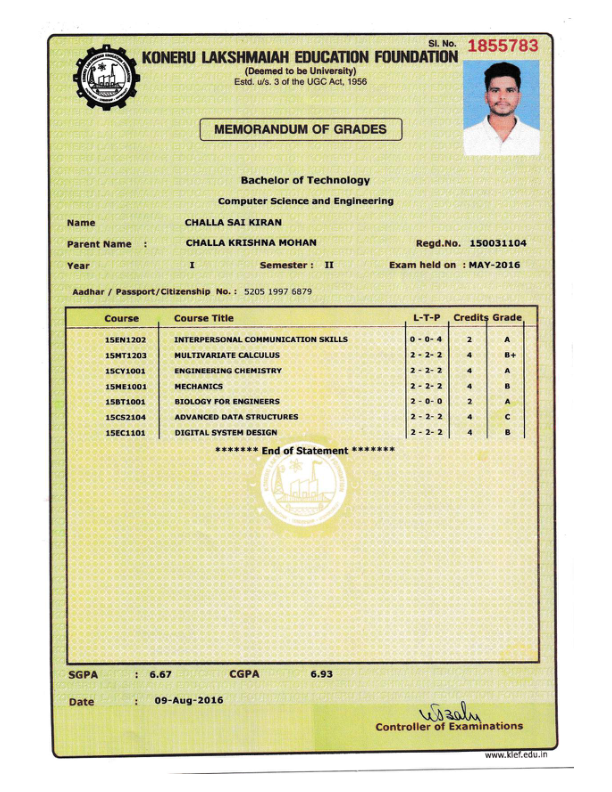 Sl. No. 1855783
KONERU LAKSHMAIAH EDUCATION FOUNDATION
(Deemed to be University)
Estd. u/s. 3 of the UGC Act, 1956
MEMORANDUM OF GRADES
Bachelor of Technology
Computer Science and Engineering
Name CHALLA SAI KIRAN
Parent Name : CHALLA KRISHNA MOHAN Regd.No. 150031104
Year I Semester : II Exam held on : MAY-2016
Aadhar / Passport/Citizenship No. : 5205 1997 6879
Course Course Title L-T-P Credits Grade
15EN1202 INTERPERSONAL COMMUNICATION SKILLS 0 - 0- 4 2 A
15MT1203 MULTIVARIATE CALCULUS 2 - 2- 2 4 B+
15CY1001 ENGINEERING CHEMISTRY 2 - 2- 2 4 A
15ME1001 MECHANICS 2 - 2- 2 4 B
15BT1001 BIOLOGY FOR ENGINEERS 2 - 0- 0 2 A
15CS2104 ADVANCED DATA STRUCTURES 2 - 2- 2 4 C
15EC1101 DIGITAL SYSTEM DESIGN 2 - 2- 2 4 B
******* End of Statement *******
SGPA : 6.67 CGPA 6.93
Date : 09-Aug-2016
Controller of Examinations
www.klef.edu.in